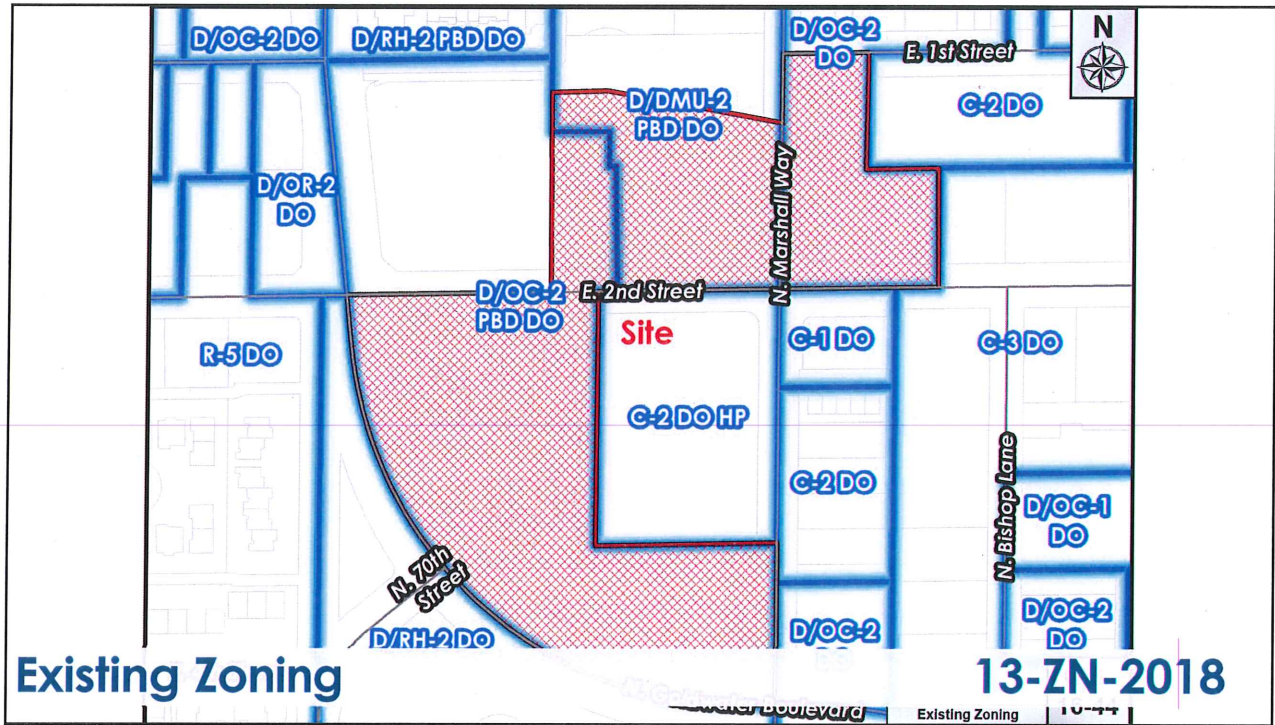 D/OC-2 DO
D/RH-2 PBD DO
D/OC-2
DO
E. 1st Street
N
C-2 DO
D/DMU-2
PBD DO
D/OR-2
DO
N. Marshall Way
D/OC-2
PBD DO
E. 2nd Street
Site
R-5 DO
C-1 DO
C-3 DO
C-2 DO HP
C-2 DO
N. Bishop Lane
D/OC-1
DO
N. 70th
Street
D/RH-2 DO
D/OC-2
D/OC-2
DO
Existing Zoning
13-ZN-2018
N. Goldwater Boulevard
Existing Zoning